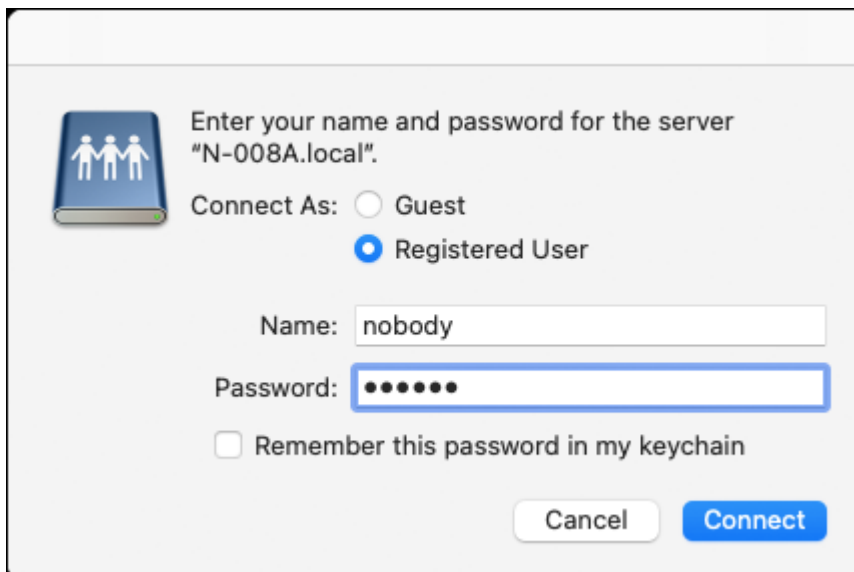 Enter your name and password for the server
“N-008A.local”.
Connect As: Guest
Registered User
Name: nobody
Password: ••••••
Remember this password in my keychain
Cancel Connect